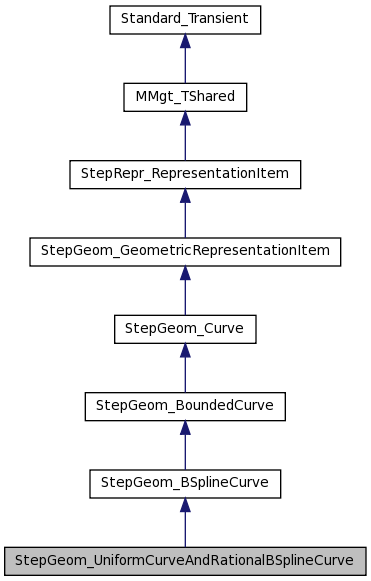 Standard_Transient
MMgt_TShared
StepRepr_RepresentationItem
StepGeom_GeometricRepresentationItem
StepGeom_Curve
StepGeom_BoundedCurve
StepGeom_BSplineCurve
StepGeom_UniformCurveAndRationalBSplineCurve